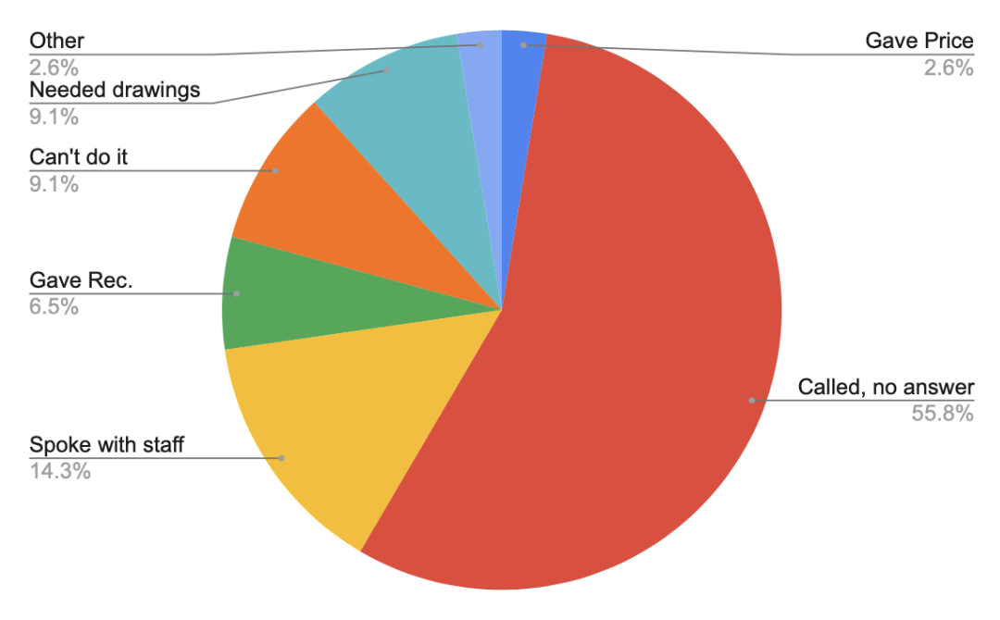 Other
2.6%
Needed drawings
9.1%
Can't do it
9.1%
Gave Rec.
6.5%
Spoke with staff
14.3%
Gave Price
2.6%
Called, no answer
55.8%